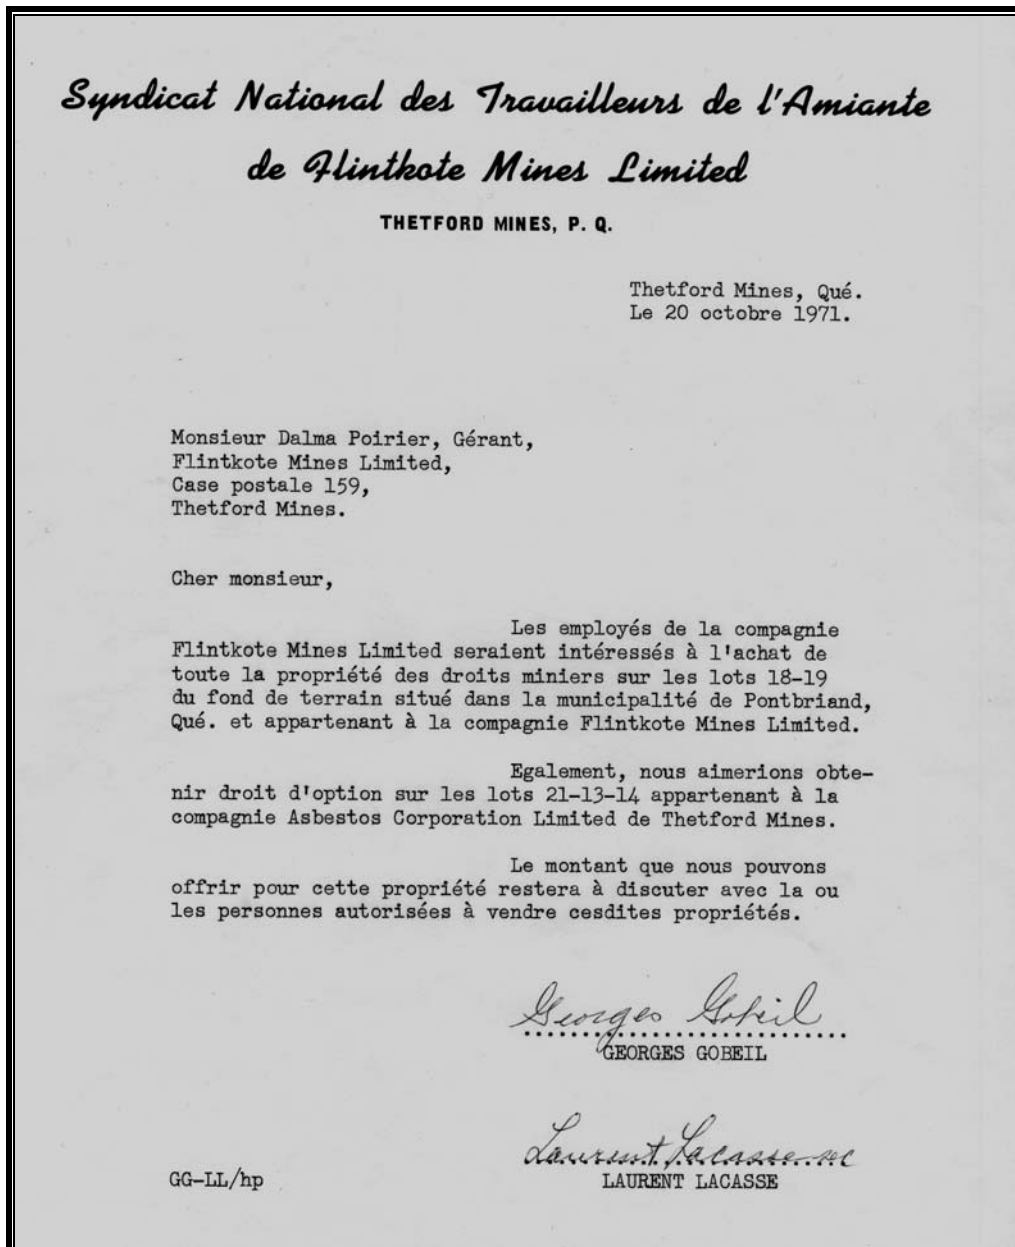 Syndicat National des Travailleurs de l'Amiante
de Flintkote Mines Limited
THETFORD MINES, P. Q.
Thetford Mines, Qué.
Le 20 octobre 1971.
Monsieur Dalma Poirier, Gérant,
Flintkote Mines Limited,
Case postale 159,
Thetford Mines.
Cher monsieur,
Les employés de la compagnie
Flintkote Mines Limited seraient intéressés à l'achat de
toute la propriété des droits miniers sur les lots 18-19
du fond de terrain situé dans la municipalité de Pontbriand,
Qué. et appartenant à la compagnie Flintkote Mines Limited.
Egalement, nous aimerions obte-
nir droit d'option sur les lots 21-13-14 appartenant à la
compagnie Asbestos Corporation Limited de Thetford Mines.
Le montant que nous pouvons
offrir pour cette propriété restera à discuter avec la ou
les personnes autorisées à vendre cesdites propriétés.
Georges Gobeil
GEORGES GOBEIL
Laurent Lacasse sec
GG-LL/hp LAURENT LACASSE